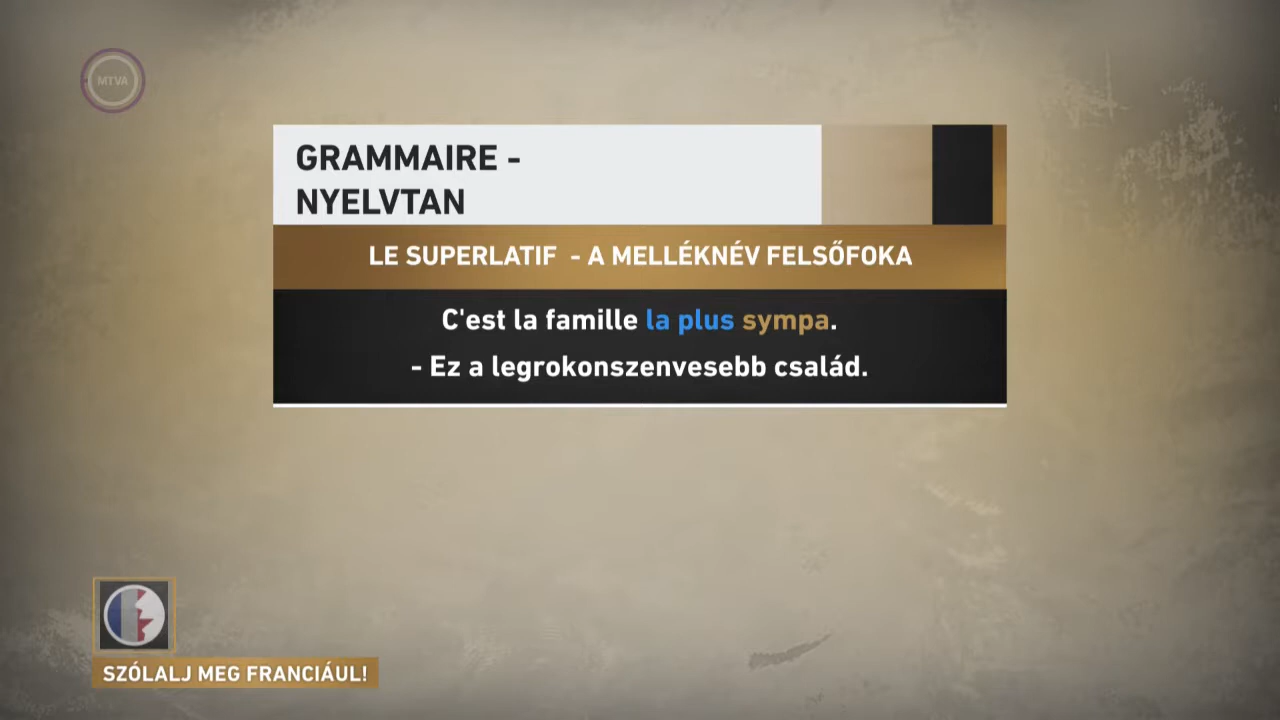 MTVA
GRAMMAIRE -
NYELVTAN
LE SUPERLATIF - A MELLÉKNÉV FELSŐFOKA
C'est la famille la plus sympa.
- Ez a legrokonszenvesebb család.
SZÓLALJ MEG FRANCIÁUL!